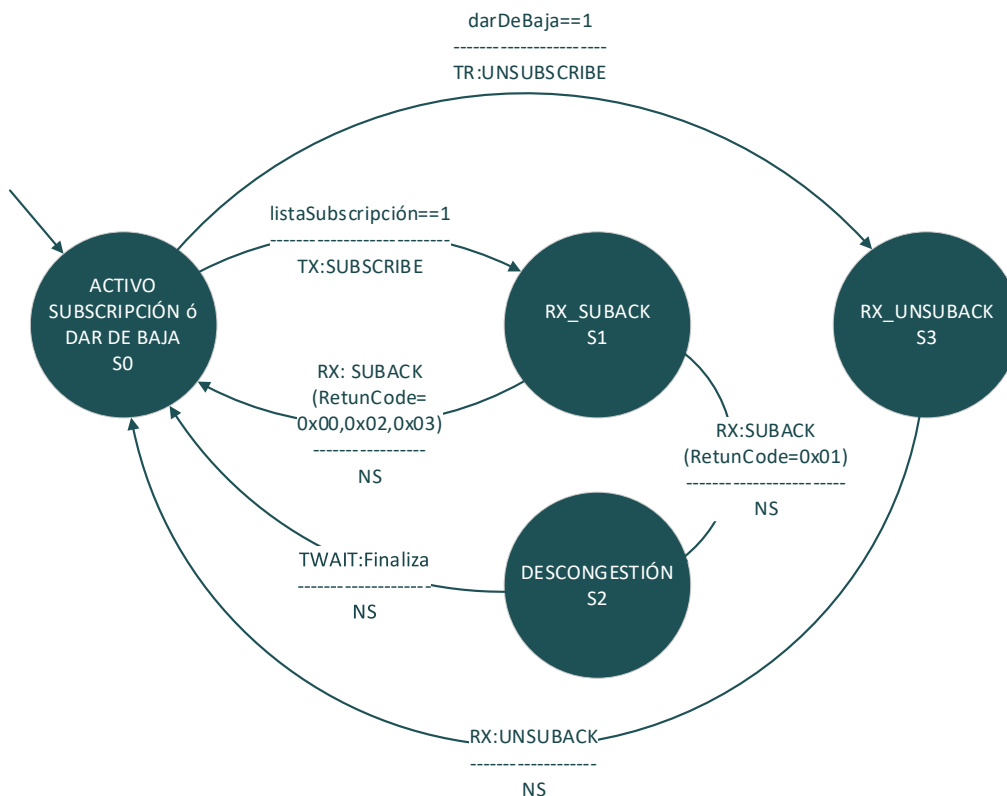 darDeBaja==1
-----------------------
TR:UNSUBSCRIBE
listaSubscripción==1
---------------------------
TX:SUBSCRIBE
ACTIVO
SUBSCRIPCIÓN ó
DAR DE BAJA
S0
RX_SUBACK
S1
RX_UNSUBACK
S3
RX: SUBACK
(RetunCode=
0x00,0x02,0x03)
-----------------
NS
RX:SUBACK
(RetunCode=0x01)
------------------------
NS
TWAIT:Finaliza
--------------------
NS
DESCONGESTIÓN
S2
RX:UNSUBACK
-------------------
NS